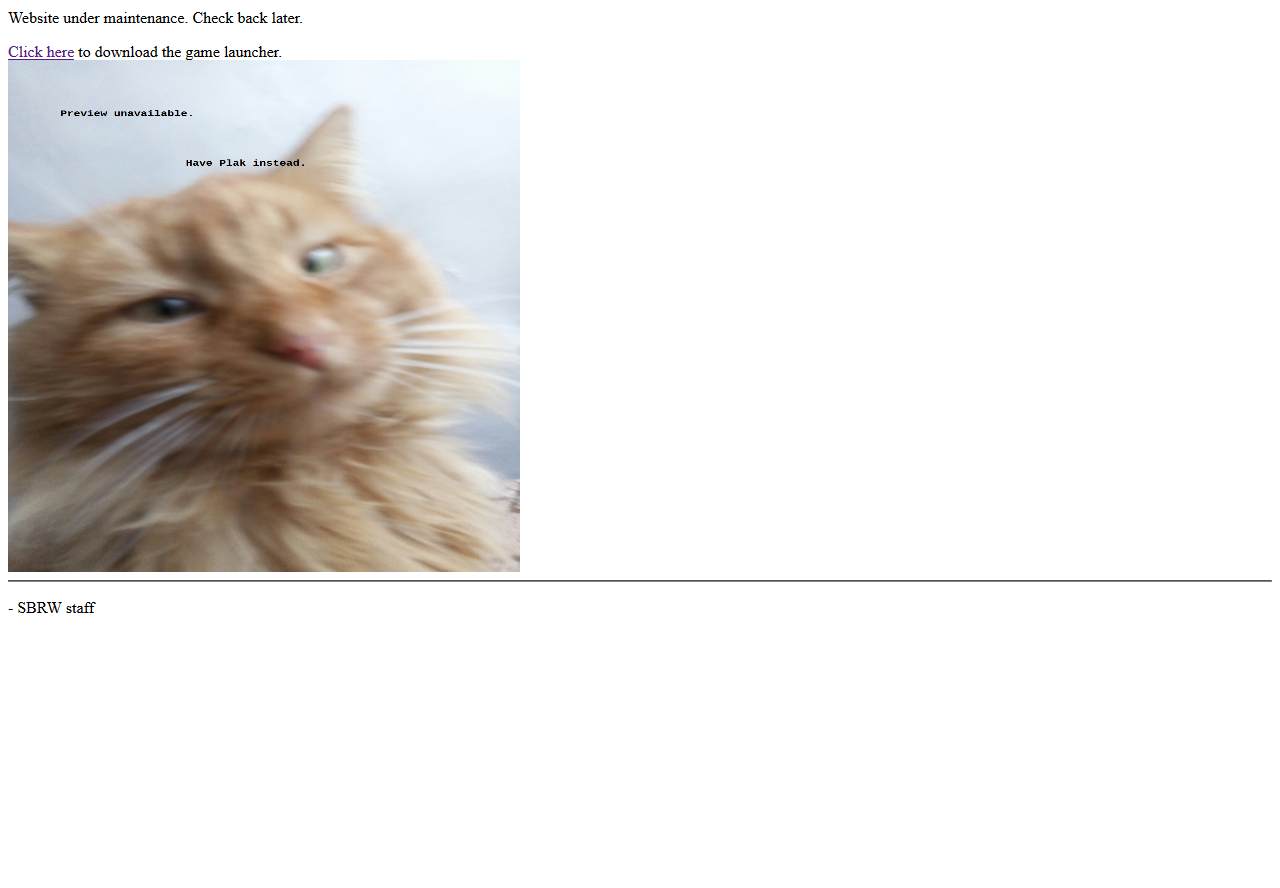 Website under maintenance. Check back later.
Click here to download the game launcher.
Preview unavailable.
Have Plak instead.
- SBRW staff